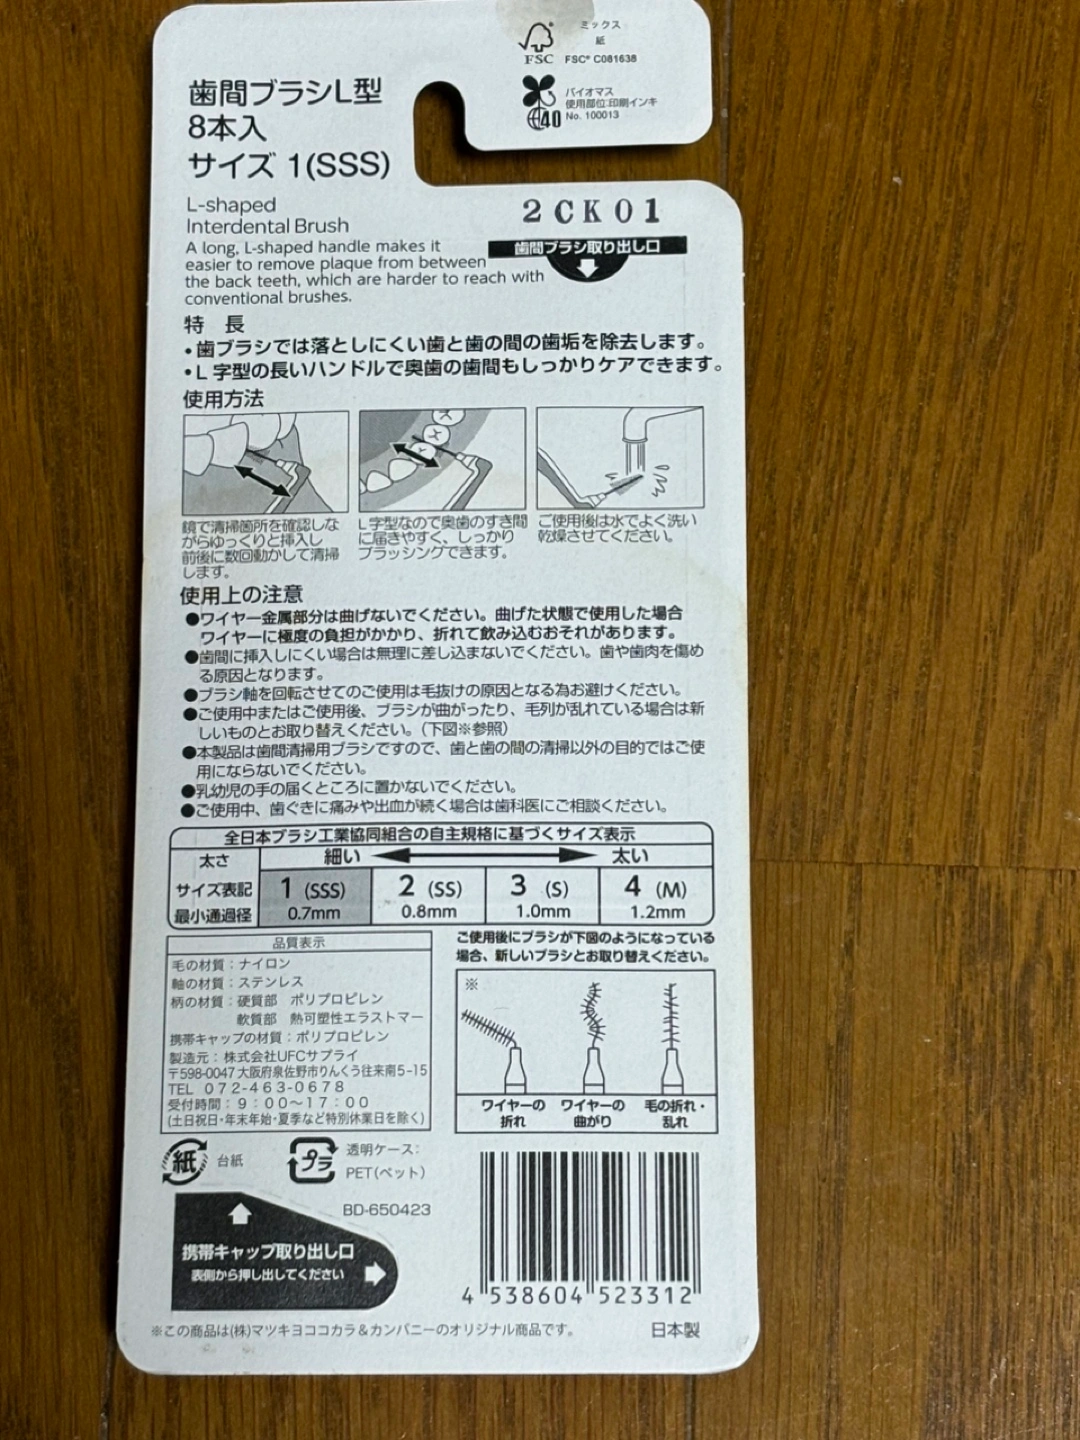 ミックス
紙
FSC
FSC® C081638
バイオマス
使用部位:印刷インキ
No. 100013
40
歯間ブラシL型
8本入
サイズ 1(SSS)
L-shaped
Interdental Brush
A long, L-shaped handle makes it
easier to remove plaque from between
the back teeth, which are harder to reach with
conventional brushes.
2CK01
歯間ブラシ取り出し口
特 長
・歯ブラシでは落としにくい歯と歯の間の歯垢を除去します。
・L字型の長いハンドルで奥歯の歯間もしっかりケアできます。
使用方法
鏡で清掃箇所を確認しな
がらゆっくりと挿入し
前後に数回動かして清掃
します。
L字型なので奥歯のすき間
に届きやすく、しっかり
ブラッシングできます。
ご使用後は水でよく洗い
乾燥させてください。
使用上の注意
●ワイヤー金属部分は曲げないでください。曲げた状態で使用した場合
ワイヤーに極度の負担がかかり、折れて飲み込むおそれがあります。
●歯間に挿入しにくい場合は無理に差し込まないでください。歯や歯肉を傷め
る原因となります。
●ブラシ軸を回転させてのご使用は毛抜けの原因となる為お避けください。
●ご使用中またはご使用後、ブラシが曲がったり、毛列が乱れている場合は新
しいものとお取り替えください。(下図※参照)
●本製品は歯間清掃用ブラシですので、歯と歯の間の清掃以外の目的ではご使
用にならないでください。
●乳幼児の手の届くところに置かないでください。
●ご使用中、歯ぐきに痛みや出血が続く場合は歯科医にご相談ください。
全日本ブラシ工業協同組合の自主規格に基づくサイズ表示
太さ 細い 太い
サイズ表記 1 (SSS) 2 (SS) 3 (S) 4 (M)
最小通過径 0.7mm 0.8mm 1.0mm 1.2mm
品質表示
毛の材質：ナイロン
軸の材質：ステンレス
柄の材質：硬質部 ポリプロピレン
軟質部 熱可塑性エラストマー
携帯キャップの材質：ポリプロピレン
製造元：株式会社UFCサプライ
〒598-0047 大阪府泉佐野市りんくう往来南5-15
TEL 072-463-0678
受付時間：9：00～17：00
(土日祝日・年末年始・夏季など特別休業日を除く)
ご使用後にブラシが下図のようになっている
場合、新しいブラシとお取り替えください。
※
ワイヤーの
折れ
ワイヤーの
曲がり
毛の折れ・
乱れ
紙
台紙
プラ
透明ケース:
PET(ペット)
BD-650423
携帯キャップ取り出し口
表側から押し出してください
4 538604 523312
※この商品は(株)マツキヨココカラ＆カンパニーのオリジナル商品です。
日本製